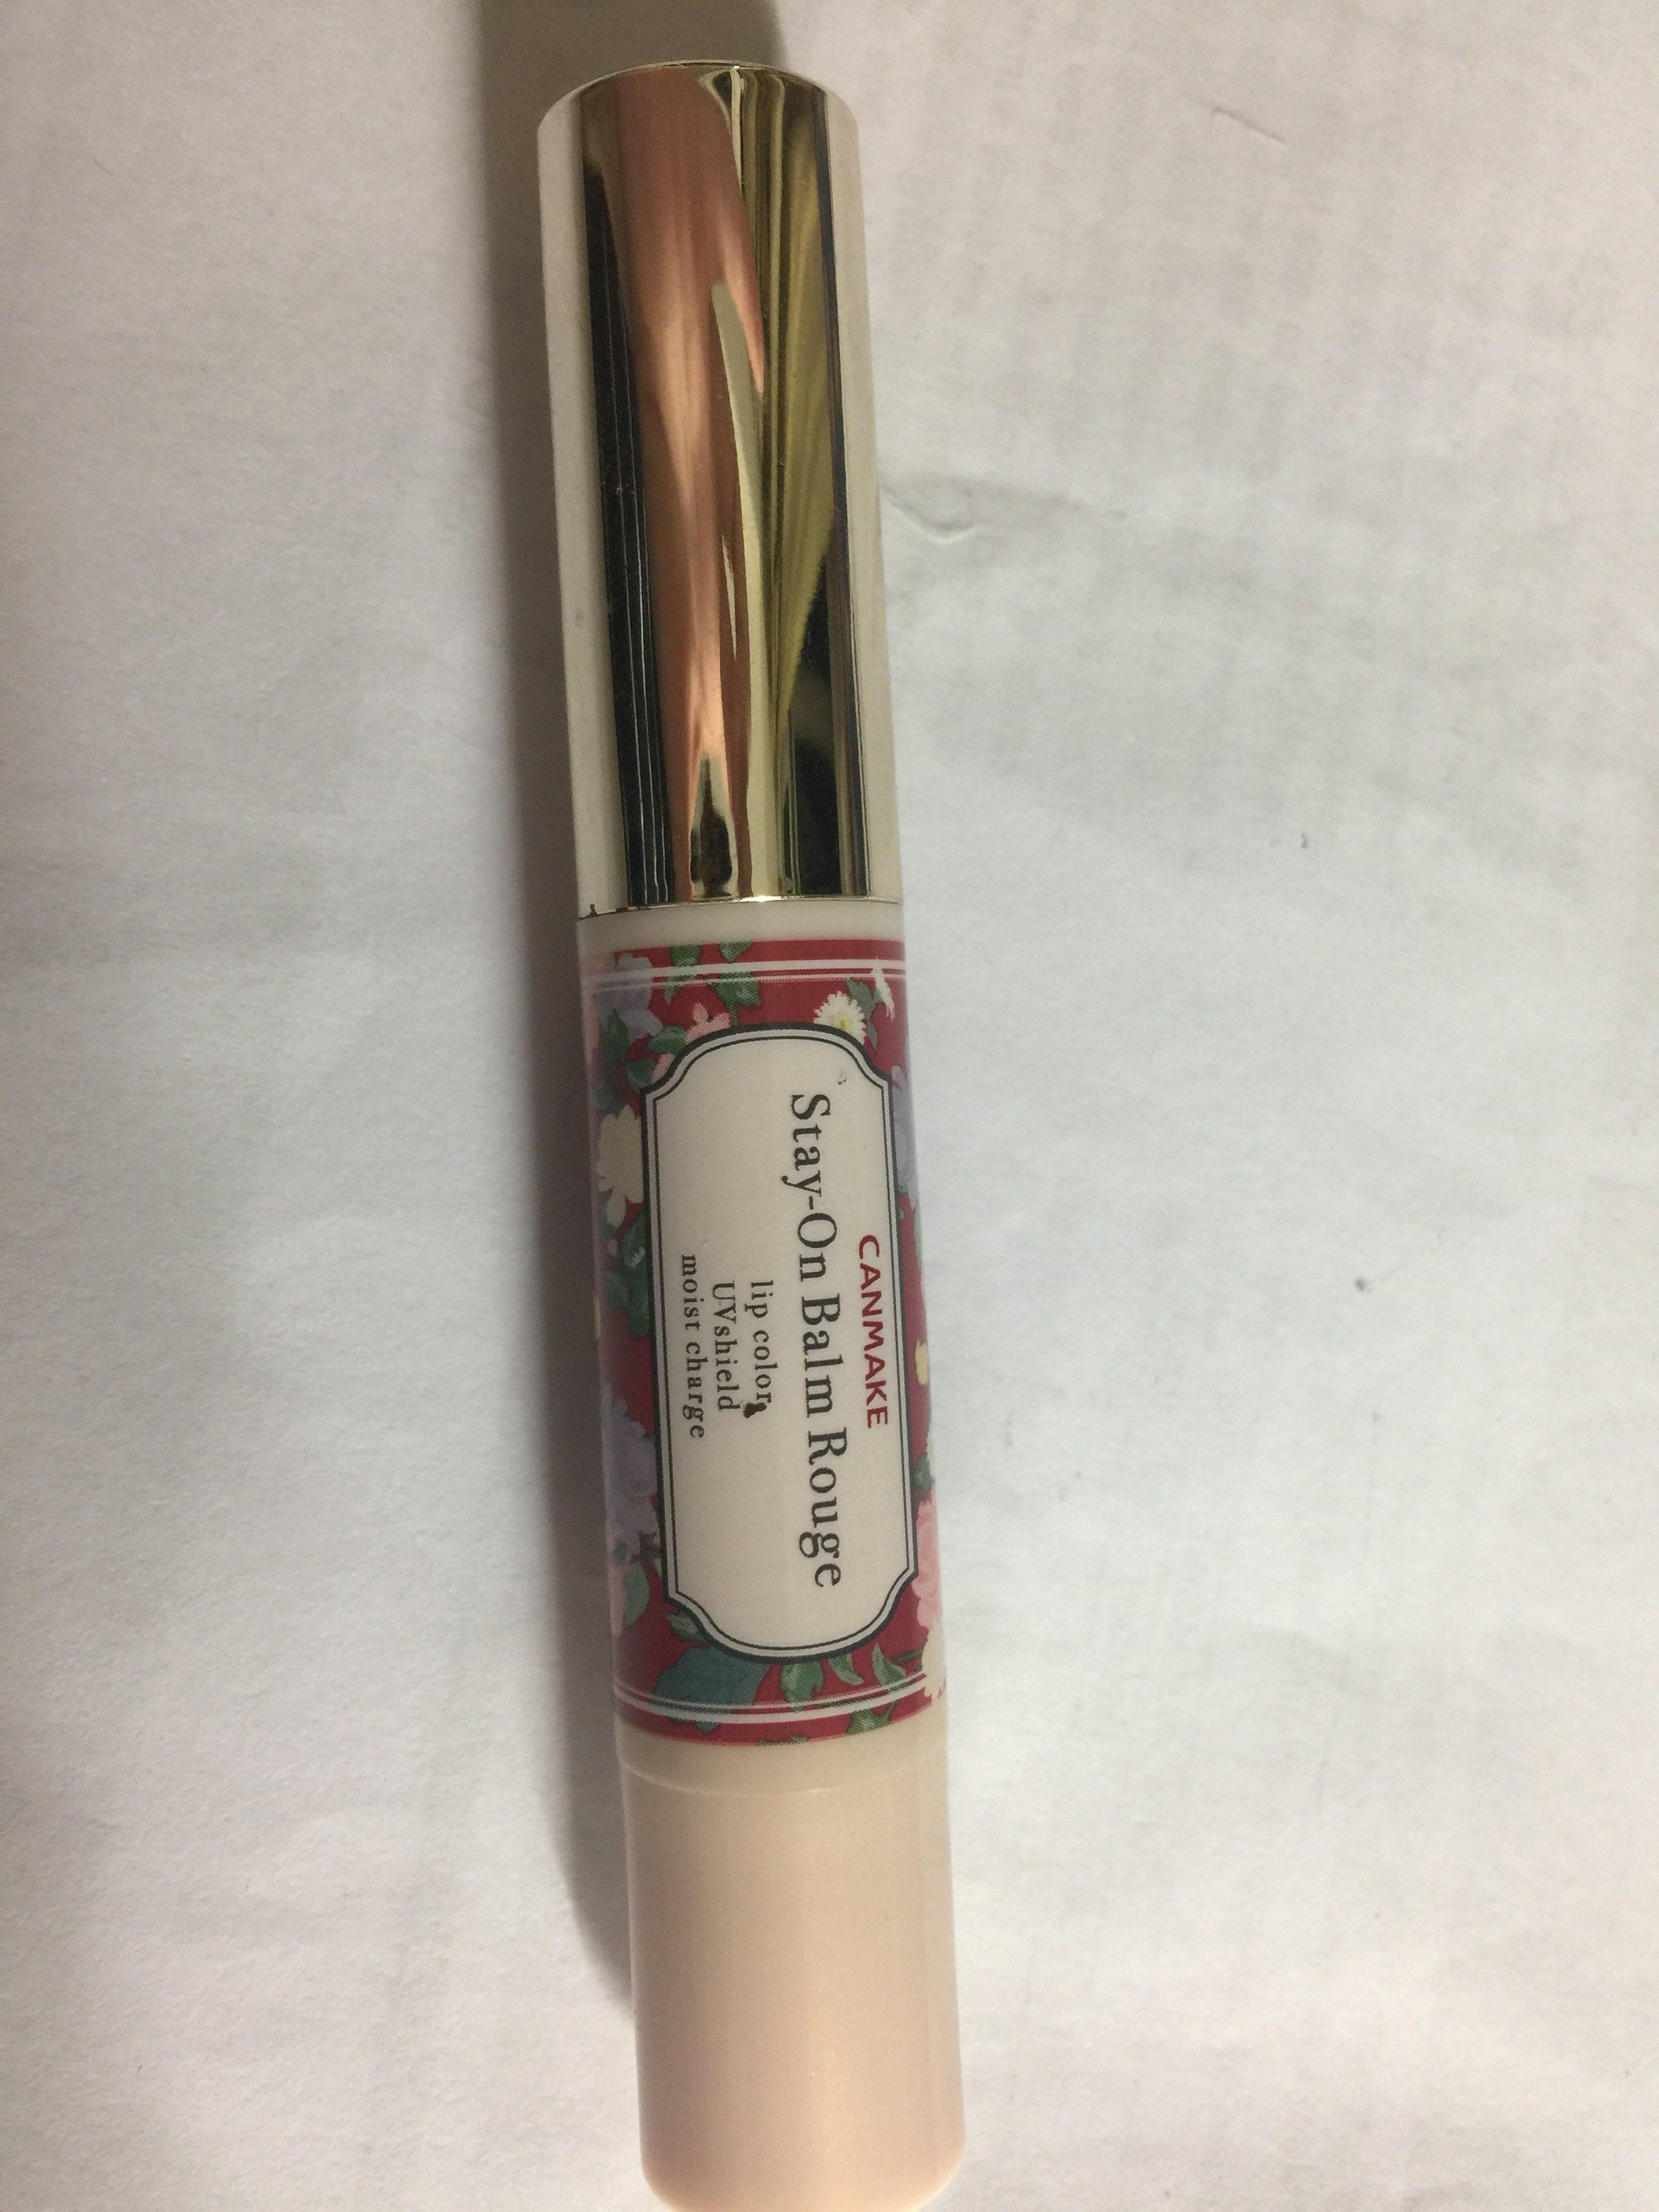 CANMAKE
Stay-On Balm Rouge
lip color
UVshield
moist charge